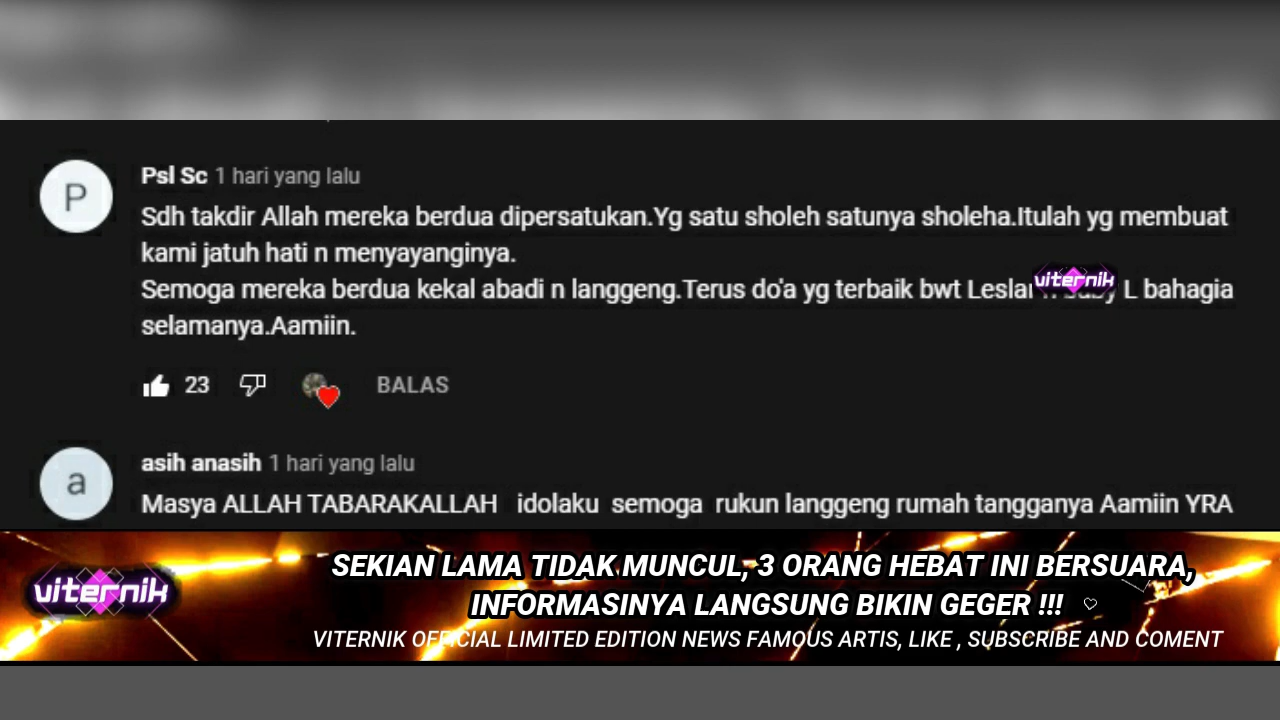 Psl Sc 1 hari yang lalu
Sdh takdir Allah mereka berdua dipersatukan.Yg satu sholeh satunya sholeha.Itulah yg membuat
kami jatuh hati n menyayanginya.
Semoga mereka berdua kekal abadi n langgeng.Terus do'a yg terbaik bwt Leslar L bahagia
viternik
selamanya.Aamiin.
23 BALAS
asih anasih 1 hari yang lalu
Masya ALLAH TABARAKALLAH idolaku semoga rukun langgeng rumah tangganya Aamiin YRA
viternik
SEKIAN LAMA TIDAK MUNCUL, 3 ORANG HEBAT INI BERSUARA,
INFORMASINYA LANGSUNG BIKIN GEGER !!!
VITERNIK OFFICIAL LIMITED EDITION NEWS FAMOUS ARTIS, LIKE , SUBSCRIBE AND COMENT